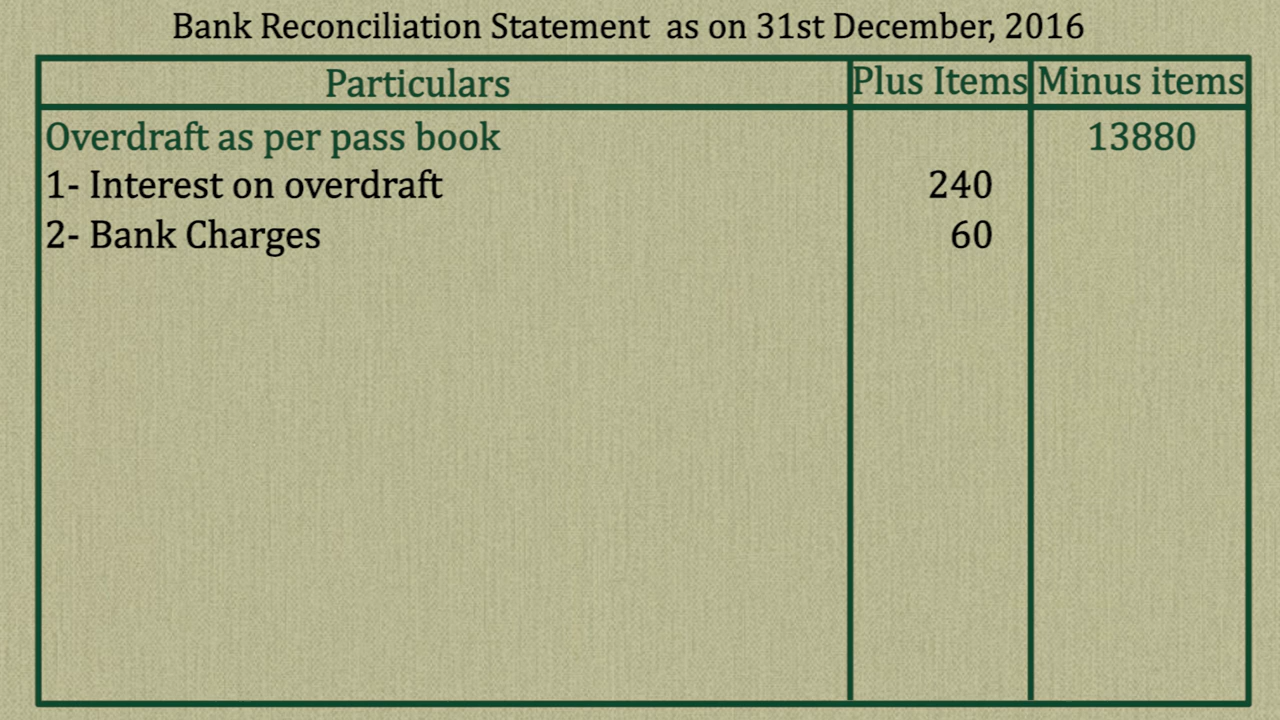 Bank Reconciliation Statement as on 31st December, 2016
Particulars Plus Items Minus items
Overdraft as per pass book 13880
1- Interest on overdraft 240
2- Bank Charges 60